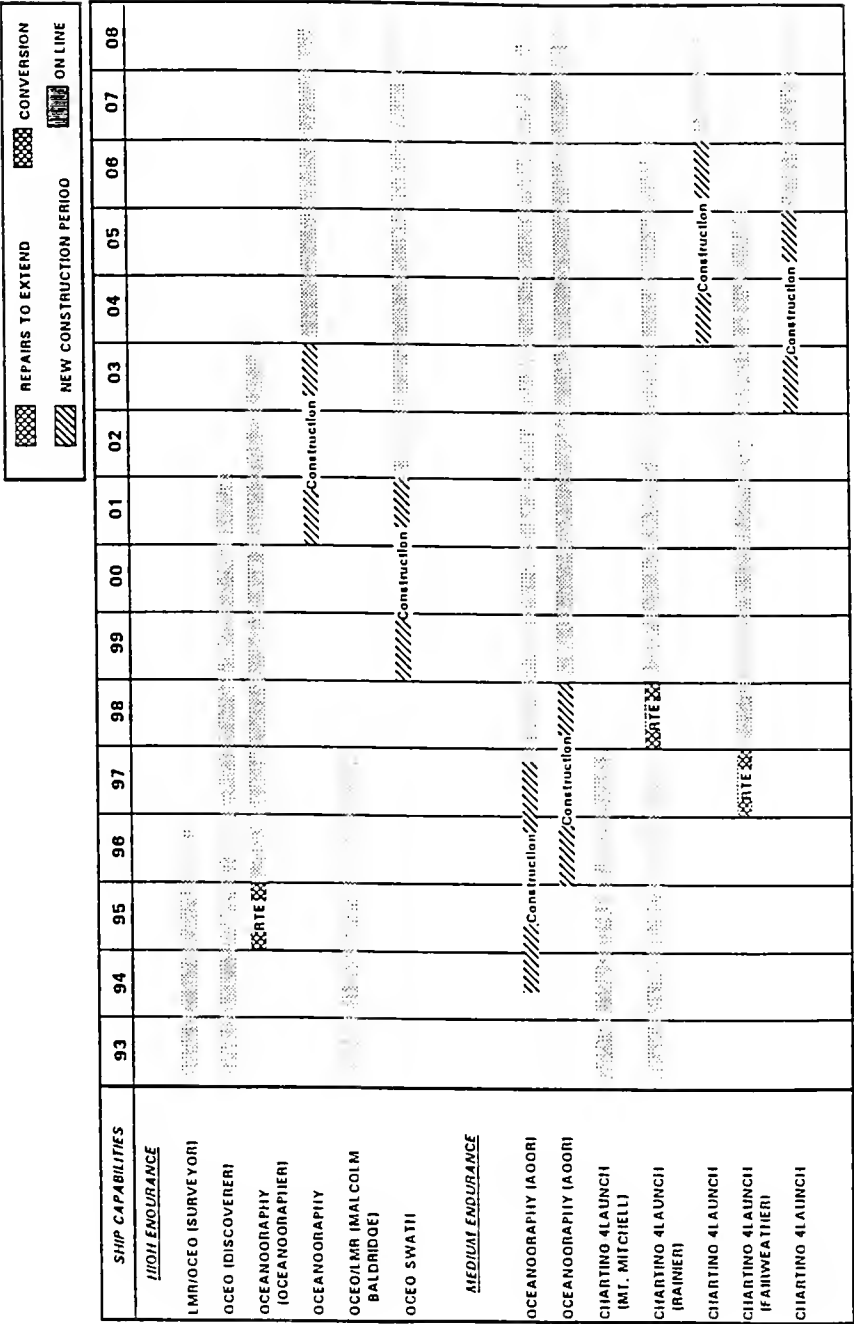 REPAIRS TO EXTEND
CONVERSION
NEW CONSTRUCTION PERIOD
ON LINE
SHIP CAPABILITIES
93 94 95 96 97 98 99 00 01 02 03 04 05 06 07 08
HIGH ENDURANCE
LMR/OCEO (SURVEYOR)
OCEO (DISCOVERER)
OCEANOGRAPHY
(OCEANOGRAPHER)
RTE
OCEANOGRAPHY
Construction
OCEO/LMR (MALCOLM
BALDRIDGE)
OCEO SWATH
Construction
MEDIUM ENDURANCE
OCEANOGRAPHY (AGOR)
Construction
OCEANOGRAPHY (AGOR)
Construction
CHARTING 4LAUNCH
(MT. MITCHELL)
CHARTING 4LAUNCH
(RAINIER)
RTE
CHARTING 4LAUNCH
Construction
CHARTING 4LAUNCH
(FAIRWEATHER)
RTE
CHARTING 4LAUNCH
Construction